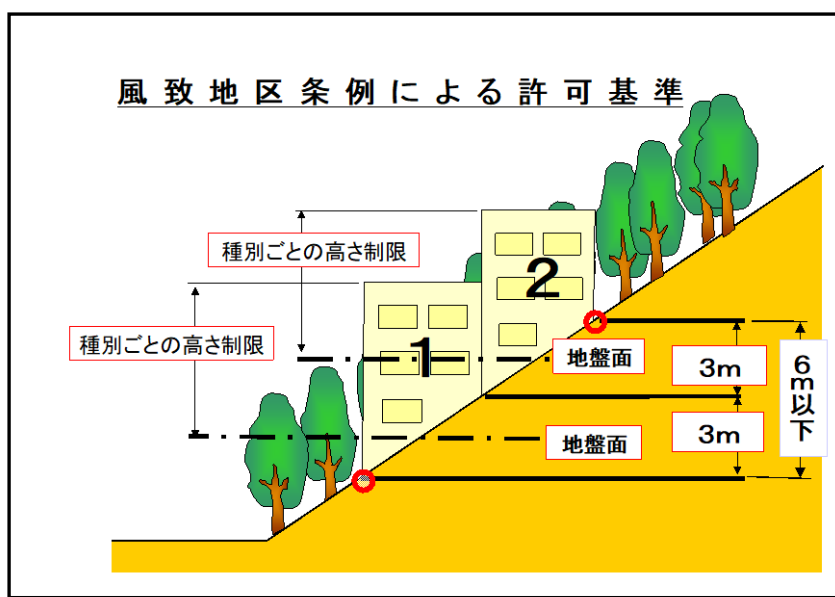 風致地区条例による許可基準
種別ごとの高さ制限
2
種別ごとの高さ制限
1
地盤面
3m
6m以下
地盤面
3m